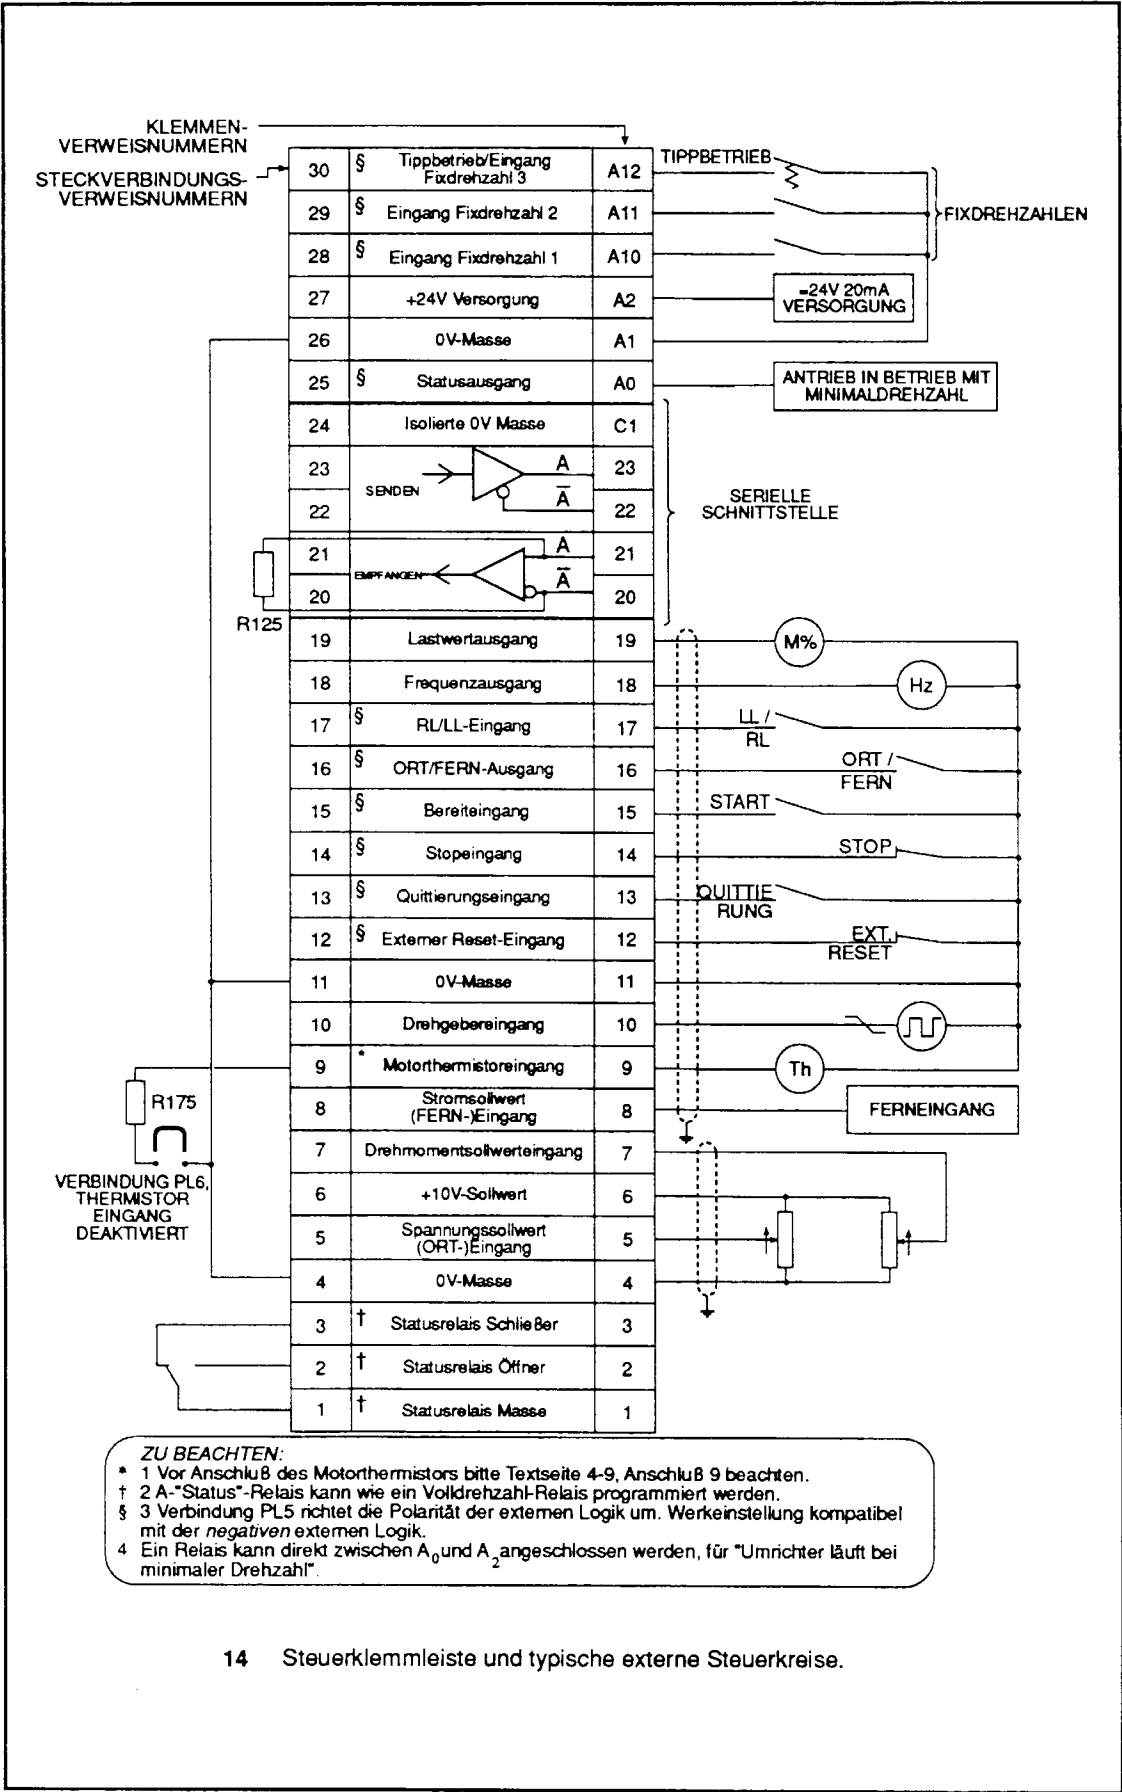 KLEMMEN-
VERWEISNUMMERN
STECKVERBINDUNGS-
VERWEISNUMMERN
30 § Tippbetrieb/Eingang Fixdrehzahl 3 A12 TIPPBETRIEB
29 § Eingang Fixdrehzahl 2 A11 FIXDREHZAHLEN
28 § Eingang Fixdrehzahl 1 A10
27 +24V Versorgung A2 =24V 20mA VERSORGUNG
26 0V-Masse A1
25 § Statusausgang A0 ANTRIEB IN BETRIEB MIT MINIMALDREHZAHL
24 Isolierte 0V Masse C1
23 A 23
SENDEN
22 A̅ 22
SERIELLE
SCHNITTSTELLE
21 A 21
EMPFANGEN
20 A̅ 20
R125
19 Lastwertausgang 19 M%
18 Frequenzausgang 18 Hz
17 § RL/LL-Eingang 17 LL / RL
16 § ORT/FERN-Ausgang 16 ORT / FERN
15 § Bereiteingang 15 START
14 § Stopeingang 14 STOP
13 § Quittierungseingang 13 QUITTIE RUNG
12 § Externer Reset-Eingang 12 EXT. RESET
11 0V-Masse 11
10 Drehgebereingang 10
9 * Motorthermistoreingang 9 Th
R175
8 Stromsollwert (FERN-)Eingang 8 FERNEINGANG
7 Drehmomentsollwerteingang 7
VERBINDUNG PL6,
THERMISTOR
EINGANG
DEAKTIVIERT
6 +10V-Sollwert 6
5 Spannungssollwert (ORT-)Eingang 5
4 0V-Masse 4
3 † Statusrelais Schließer 3
2 † Statusrelais Öffner 2
1 † Statusrelais Masse 1
ZU BEACHTEN:
* 1 Vor Anschluß des Motorthermistors bitte Textseite 4-9, Anschluß 9 beachten.
† 2 A-"Status"-Relais kann wie ein Volldrehzahl-Relais programmiert werden.
§ 3 Verbindung PL5 richtet die Polarität der externen Logik um. Werkeinstellung kompatibel
mit der negativen externen Logik.
4 Ein Relais kann direkt zwischen A0 und A2 angeschlossen werden, für "Umrichter läuft bei
minimaler Drehzahl".
14 Steuerklemmleiste und typische externe Steuerkreise.